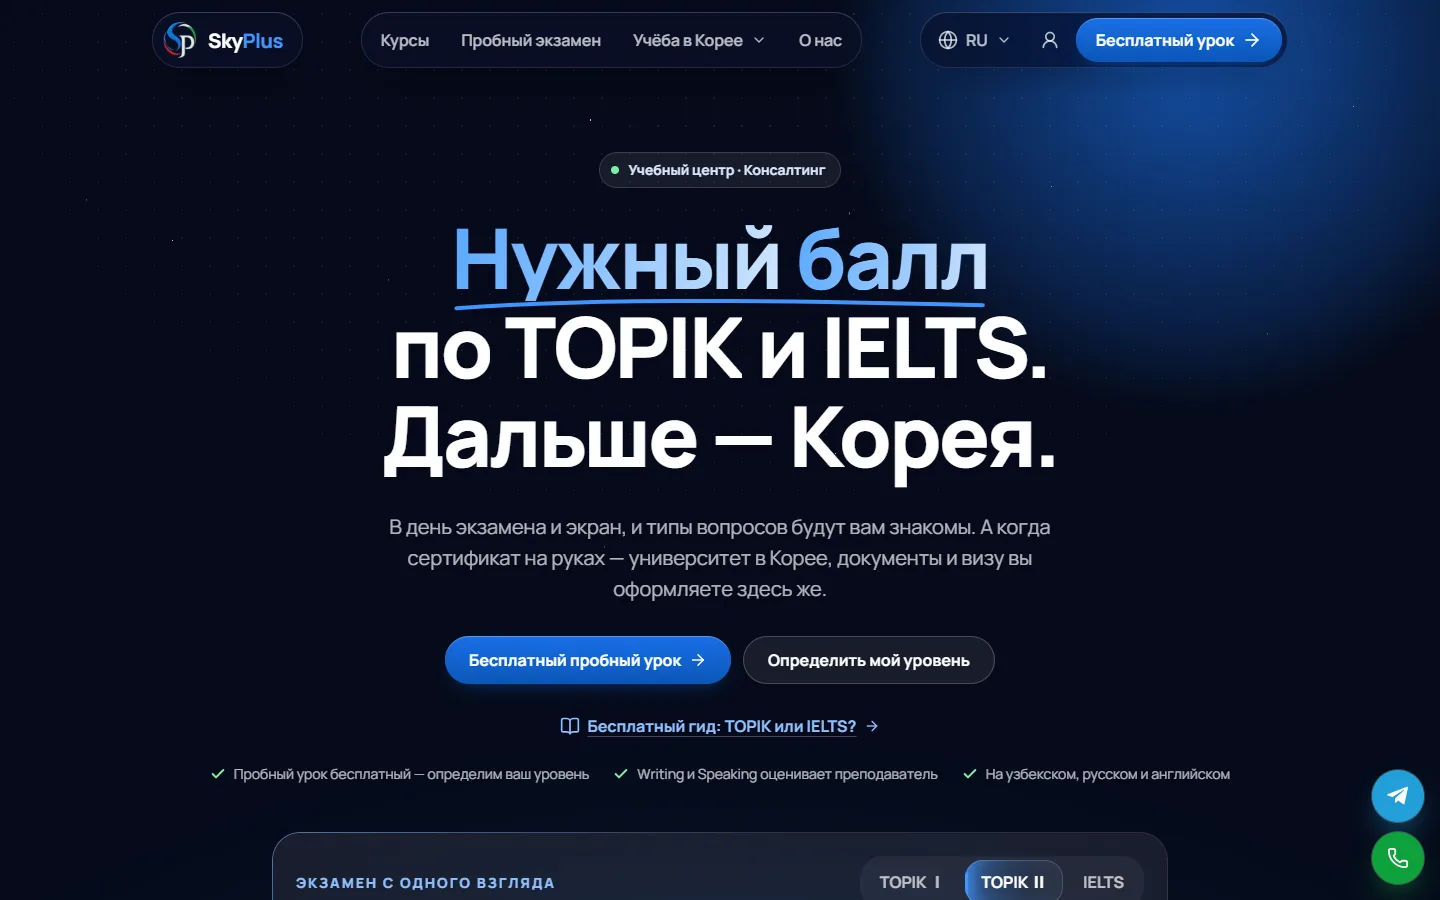 SkyPlus
Курсы
Пробный экзамен
Учёба в Корее
О нас
RU
Бесплатный урок
Учебный центр · Консалтинг
Нужный балл
по TOPIK и IELTS.
Дальше — Корея.
В день экзамена и экран, и типы вопросов будут вам знакомы. А когда
сертификат на руках — университет в Корее, документы и визу вы
оформляете здесь же.
Бесплатный пробный урок
Определить мой уровень
Бесплатный гид: TOPIK или IELTS?
Пробный урок бесплатный — определим ваш уровень
Writing и Speaking оценивает преподаватель
На узбекском, русском и английском
ЭКЗАМЕН С ОДНОГО ВЗГЛЯДА
TOPIK I
TOPIK II
IELTS